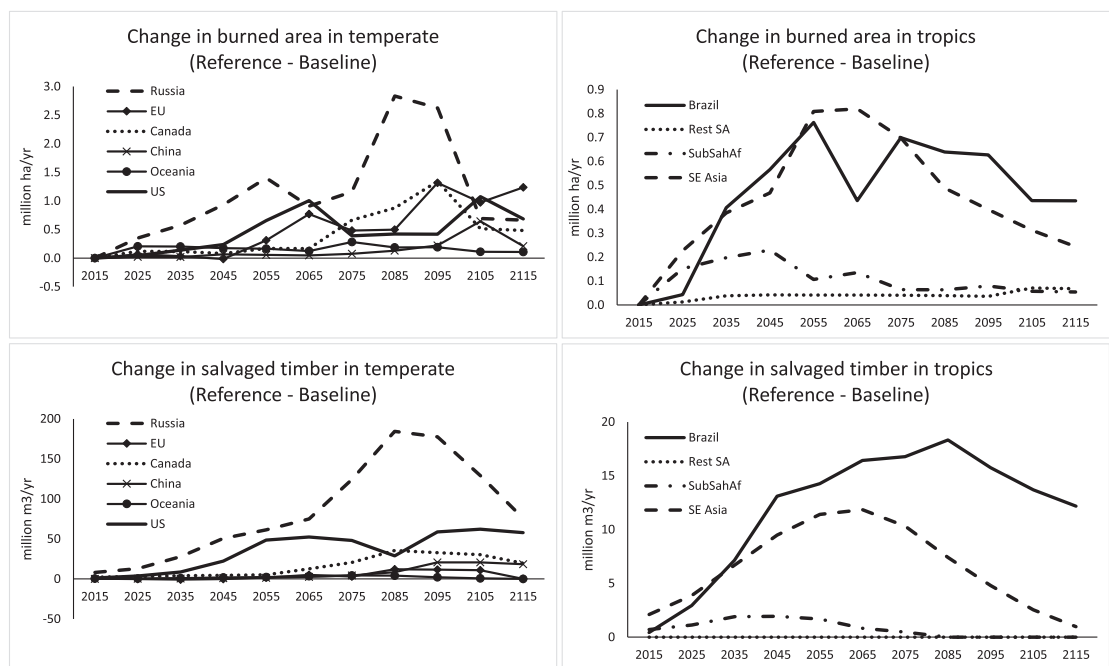 Change in burned area in temperate
(Reference - Baseline)
million ha/yr
3.0
2.5
2.0
1.5
1.0
0.5
0.0
-0.5
Russia
EU
Canada
China
Oceania
US
2015 2025 2035 2045 2055 2065 2075 2085 2095 2105 2115
Change in burned area in tropics
(Reference - Baseline)
million ha/yr
0.9
0.8
0.7
0.6
0.5
0.4
0.3
0.2
0.1
0.0
Brazil
Rest SA
SubSahAf
SE Asia
2015 2025 2035 2045 2055 2065 2075 2085 2095 2105 2115
Change in salvaged timber in temperate
(Reference - Baseline)
million m3/yr
200
150
100
50
0
-50
Russia
EU
Canada
China
Oceania
US
2015 2025 2035 2045 2055 2065 2075 2085 2095 2105 2115
Change in salvaged timber in tropics
(Reference - Baseline)
million m3/yr
20
15
10
5
0
Brazil
Rest SA
SubSahAf
SE Asia
2015 2025 2035 2045 2055 2065 2075 2085 2095 2105 2115